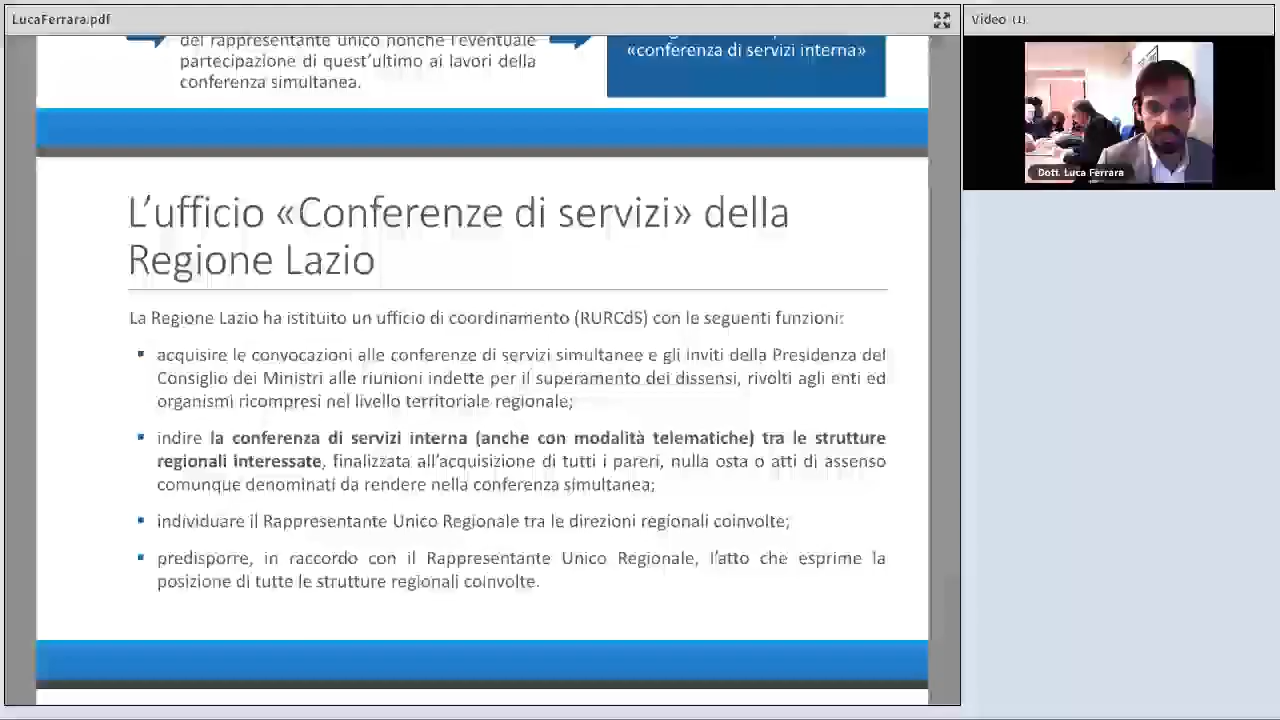 LucaFerrara.pdf
Video (1)
del rappresentante unico nonché l'eventuale
partecipazione di quest'ultimo ai lavori della
conferenza simultanea.
«conferenza di servizi interna»
Dott. Luca Ferrara
L'ufficio «Conferenze di servizi» della
Regione Lazio
La Regione Lazio ha istituito un ufficio di coordinamento (RURCdS) con le seguenti funzioni:
▪ acquisire le convocazioni alle conferenze di servizi simultanee e gli inviti della Presidenza del
Consiglio dei Ministri alle riunioni indette per il superamento dei dissensi, rivolti agli enti ed
organismi ricompresi nel livello territoriale regionale;
▪ indire la conferenza di servizi interna (anche con modalità telematiche) tra le strutture
regionali interessate, finalizzata all'acquisizione di tutti i pareri, nulla osta o atti di assenso
comunque denominati da rendere nella conferenza simultanea;
▪ individuare il Rappresentante Unico Regionale tra le direzioni regionali coinvolte;
▪ predisporre, in raccordo con il Rappresentante Unico Regionale, l'atto che esprime la
posizione di tutte le strutture regionali coinvolte.